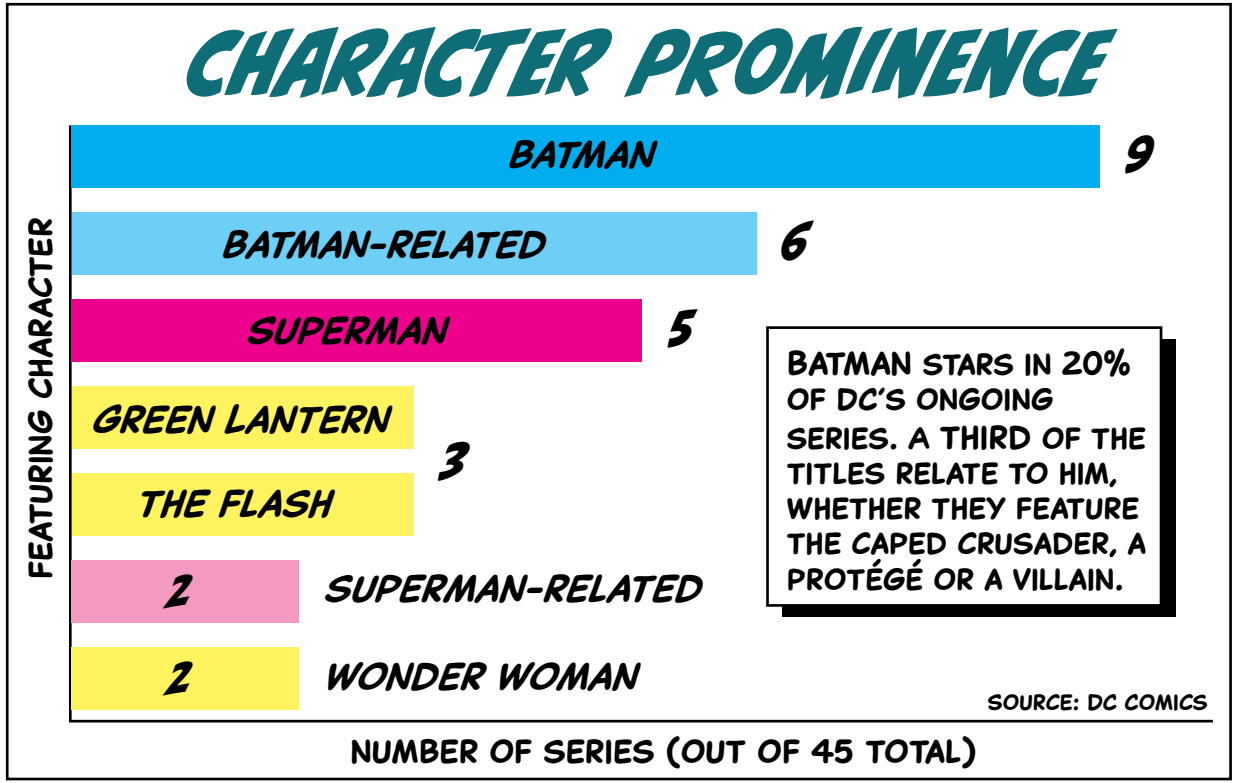 CHARACTER PROMINENCE
FEATURING CHARACTER
BATMAN 9
BATMAN-RELATED 6
SUPERMAN 5
GREEN LANTERN
3
THE FLASH
2 SUPERMAN-RELATED
2 WONDER WOMAN
BATMAN STARS IN 20%
OF DC'S ONGOING
SERIES. A THIRD OF THE
TITLES RELATE TO HIM,
WHETHER THEY FEATURE
THE CAPED CRUSADER, A
PROTÉGÉ OR A VILLAIN.
SOURCE: DC COMICS
NUMBER OF SERIES (OUT OF 45 TOTAL)